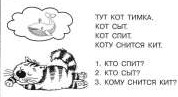 ТУТ КОТ ТИМКА.
КОТ СЫТ.
КОТ СПИТ.
КОТУ СНИТСЯ КИТ.
1. КТО СПИТ?
2. КТО СЫТ?
3. КОМУ СНИТСЯ КИТ?